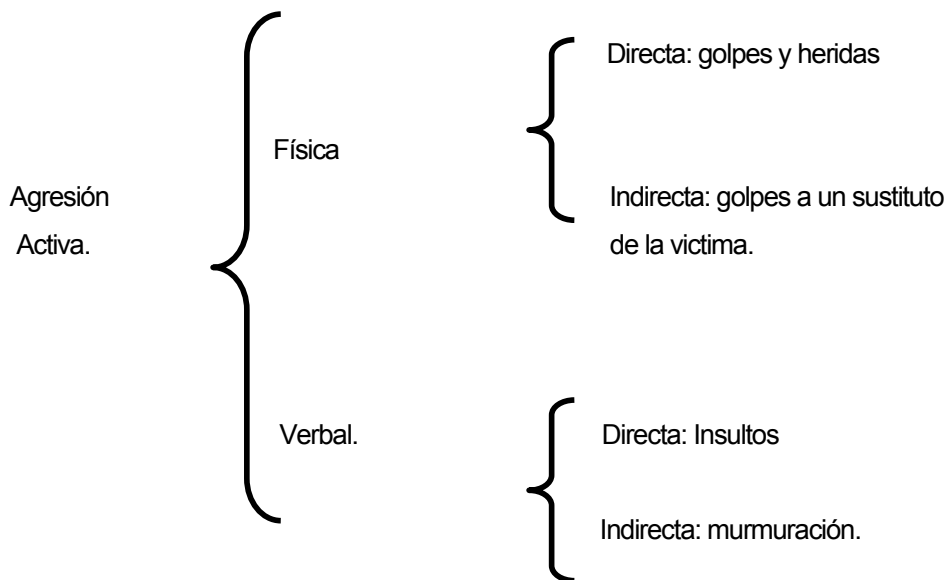 Directa: golpes y heridas
Física
Agresión
Activa.
Indirecta: golpes a un sustituto
de la victima.
Verbal.
Directa: Insultos
Indirecta: murmuración.